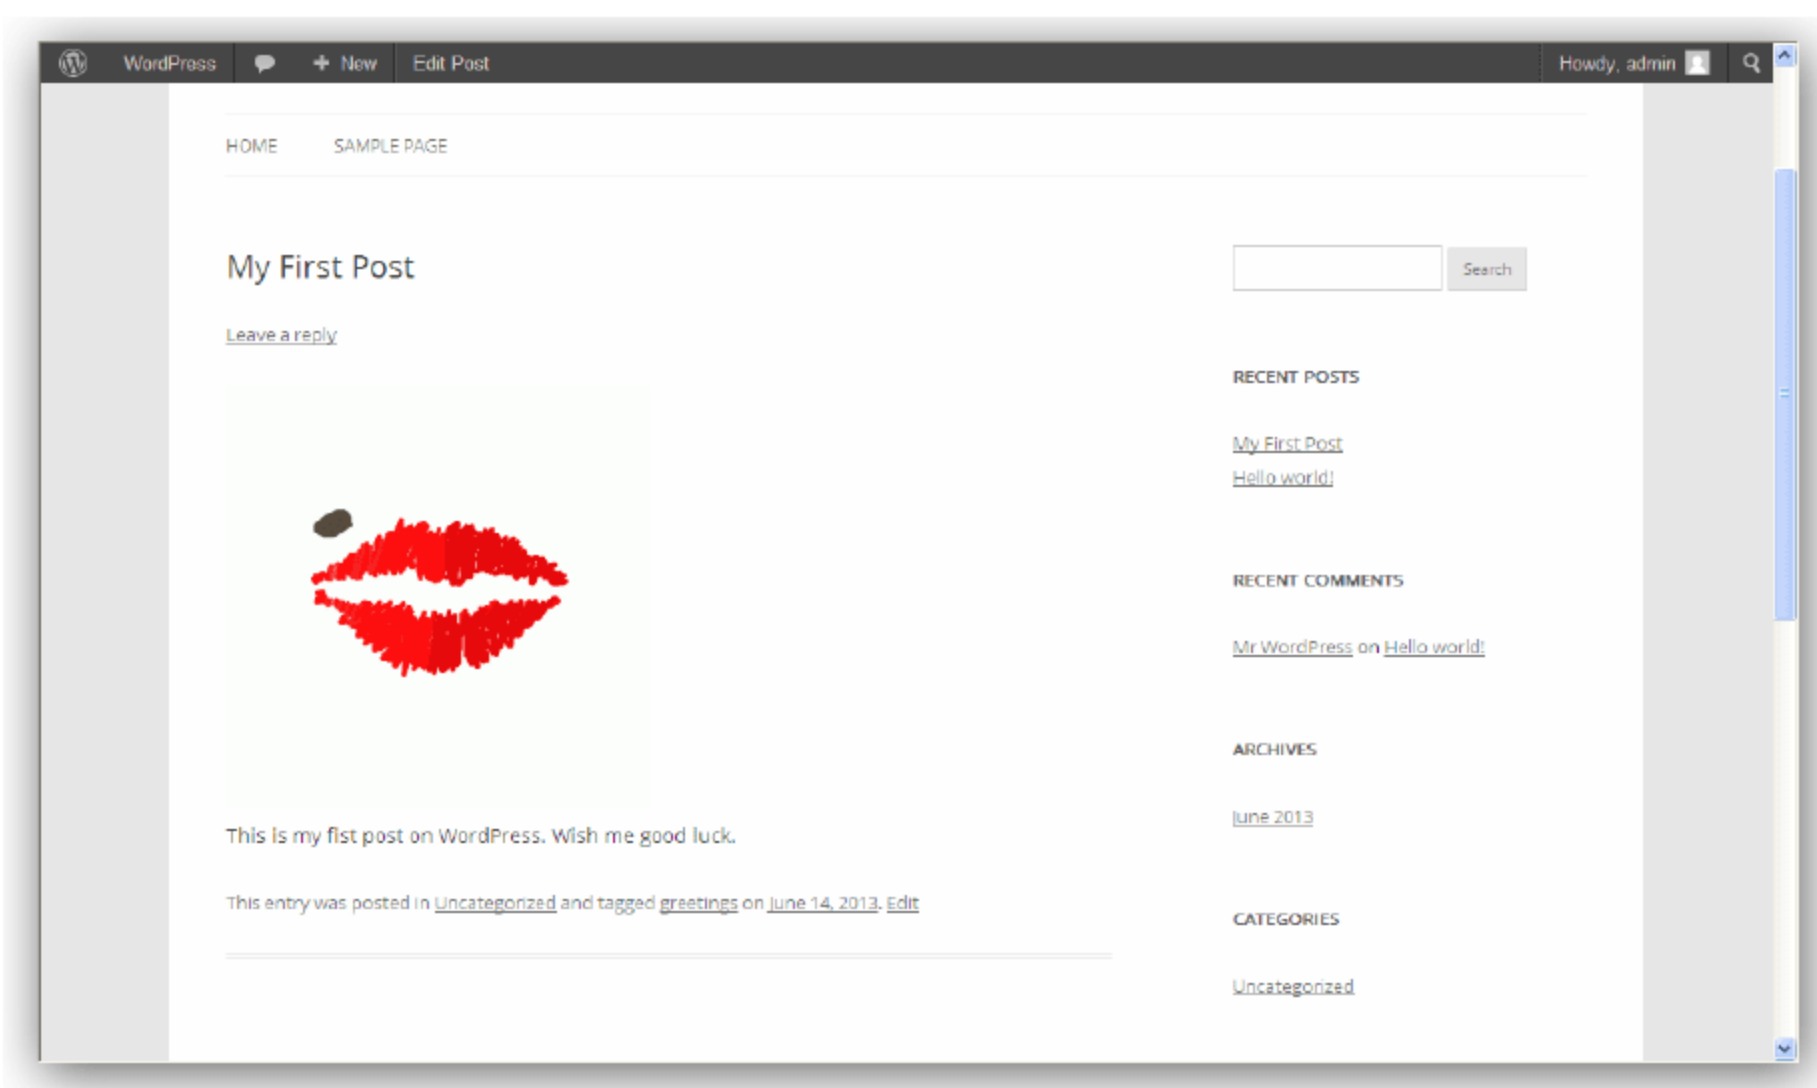 WordPress + New Edit Post Howdy, admin
HOME SAMPLE PAGE
My First Post
Leave a reply
This is my fist post on WordPress. Wish me good luck.
This entry was posted in Uncategorized and tagged greetings on June 14, 2013. Edit
Search
RECENT POSTS
My First Post
Hello world!
RECENT COMMENTS
Mr WordPress on Hello world!
ARCHIVES
June 2013
CATEGORIES
Uncategorized